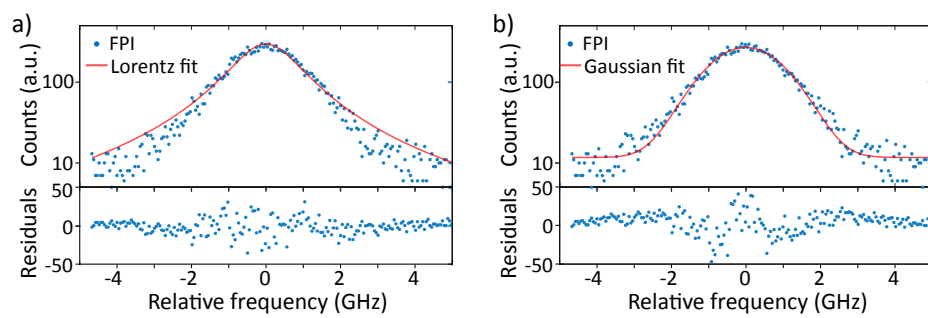 a)
FPI
Lorentz fit
Counts (a.u.)
100
10
50
0
-50
Residuals
-4
-2
0
2
4
Relative frequency (GHz)
b)
FPI
Gaussian fit
Counts (a.u.)
100
10
50
0
-50
Residuals
-4
-2
0
2
4
Relative frequency (GHz)